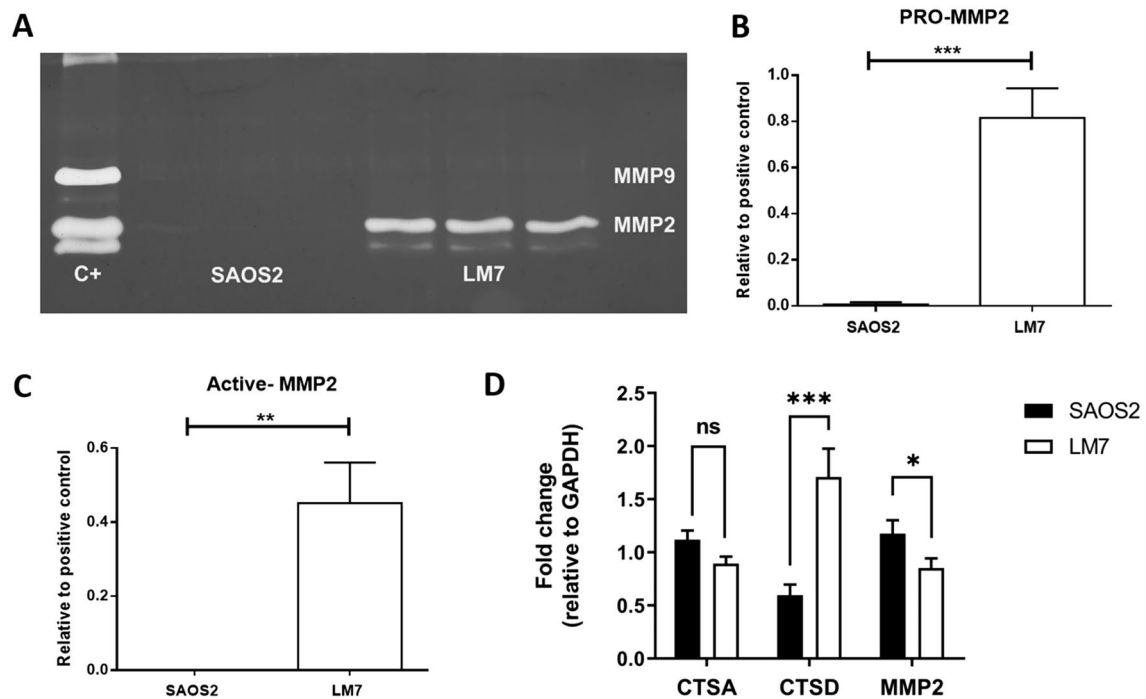 A
MMP9
MMP2
C+
SAOS2
LM7
B
PRO-MMP2
***
Relative to positive control
1.0
0.8
0.6
0.4
0.2
0.0
SAOS2
LM7
C
Active- MMP2
**
Relative to positive control
0.6
0.4
0.2
0.0
SAOS2
LM7
D
Fold change
(relative to GAPDH)
2.5
2.0
1.5
1.0
0.5
0.0
ns
***
*
CTSA
CTSD
MMP2
SAOS2
LM7